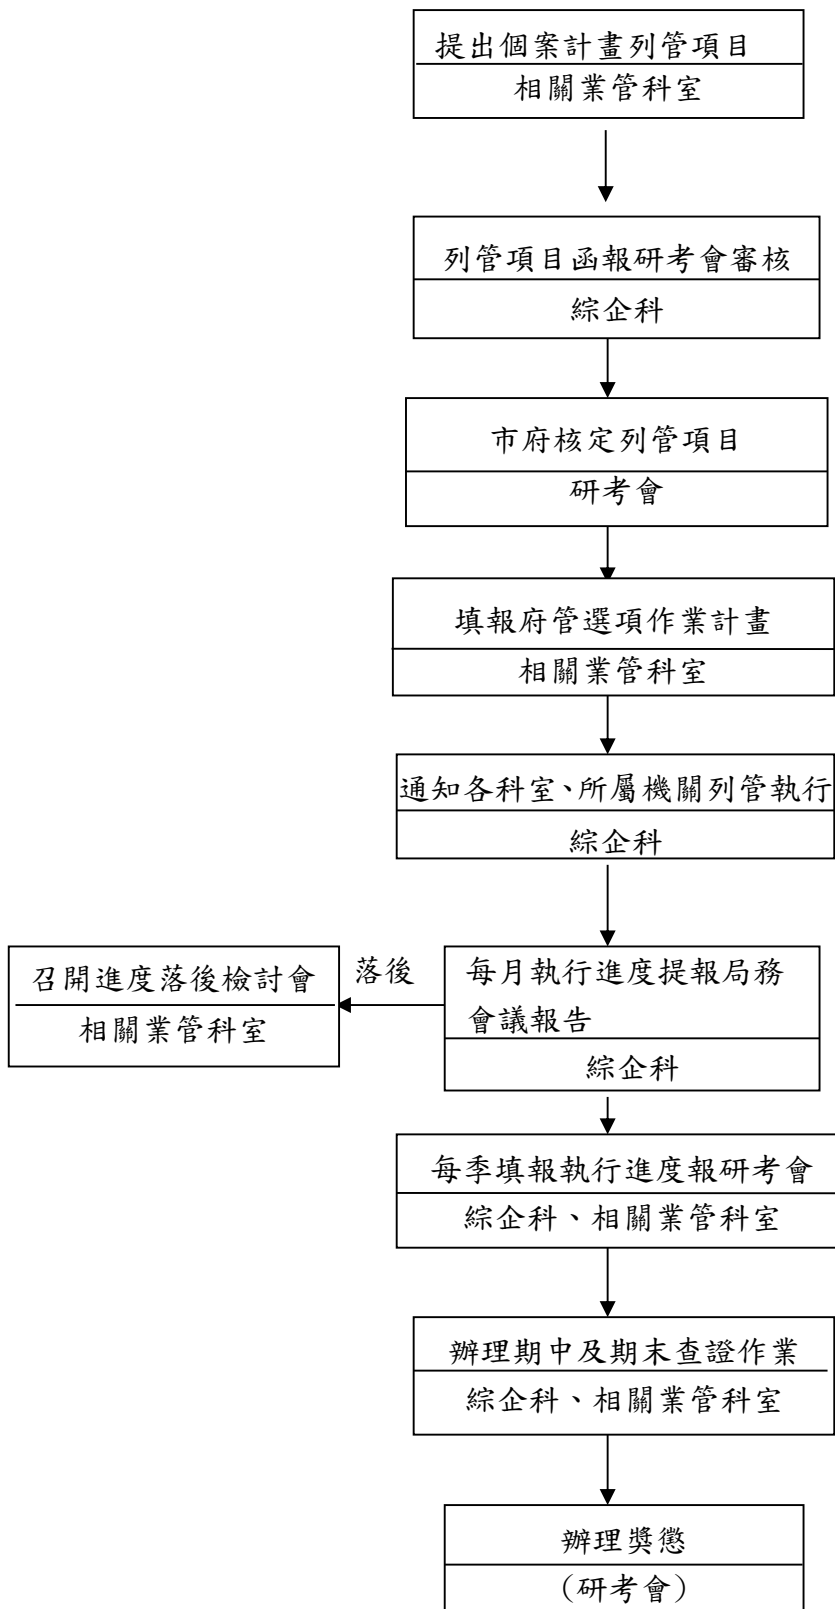 提出個案計畫列管項目
相關業管科室
列管項目函報研考會審核
綜企科
市府核定列管項目
研考會
填報府管選項作業計畫
相關業管科室
通知各科室、所屬機關列管執行
綜企科
召開進度落後檢討會
相關業管科室
落後
每月執行進度提報局務
會議報告
綜企科
每季填報執行進度報研考會
綜企科、相關業管科室
辦理期中及期末查證作業
綜企科、相關業管科室
辦理獎懲
(研考會)